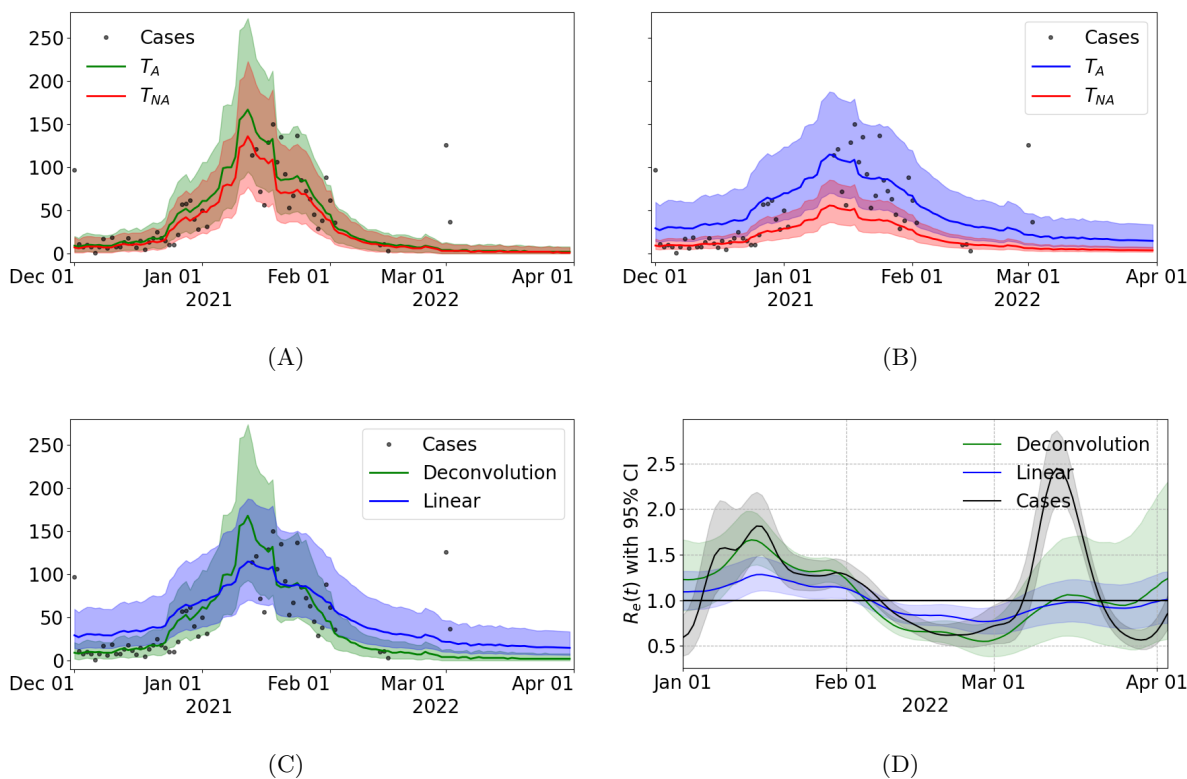 250
200
150
100
50
0
Cases
T_A
T_NA
Dec 01
Jan 01
2021
Feb 01
Mar 01
2022
Apr 01
(A)
Cases
T_A
T_NA
Dec 01
Jan 01
2021
Feb 01
Mar 01
2022
Apr 01
(B)
250
200
150
100
50
0
Cases
Deconvolution
Linear
Dec 01
Jan 01
2021
Feb 01
Mar 01
2022
Apr 01
(C)
R_e(t) with 95% CI
2.5
2.0
1.5
1.0
0.5
Deconvolution
Linear
Cases
Jan 01
Feb 01
2022
Mar 01
Apr 01
(D)